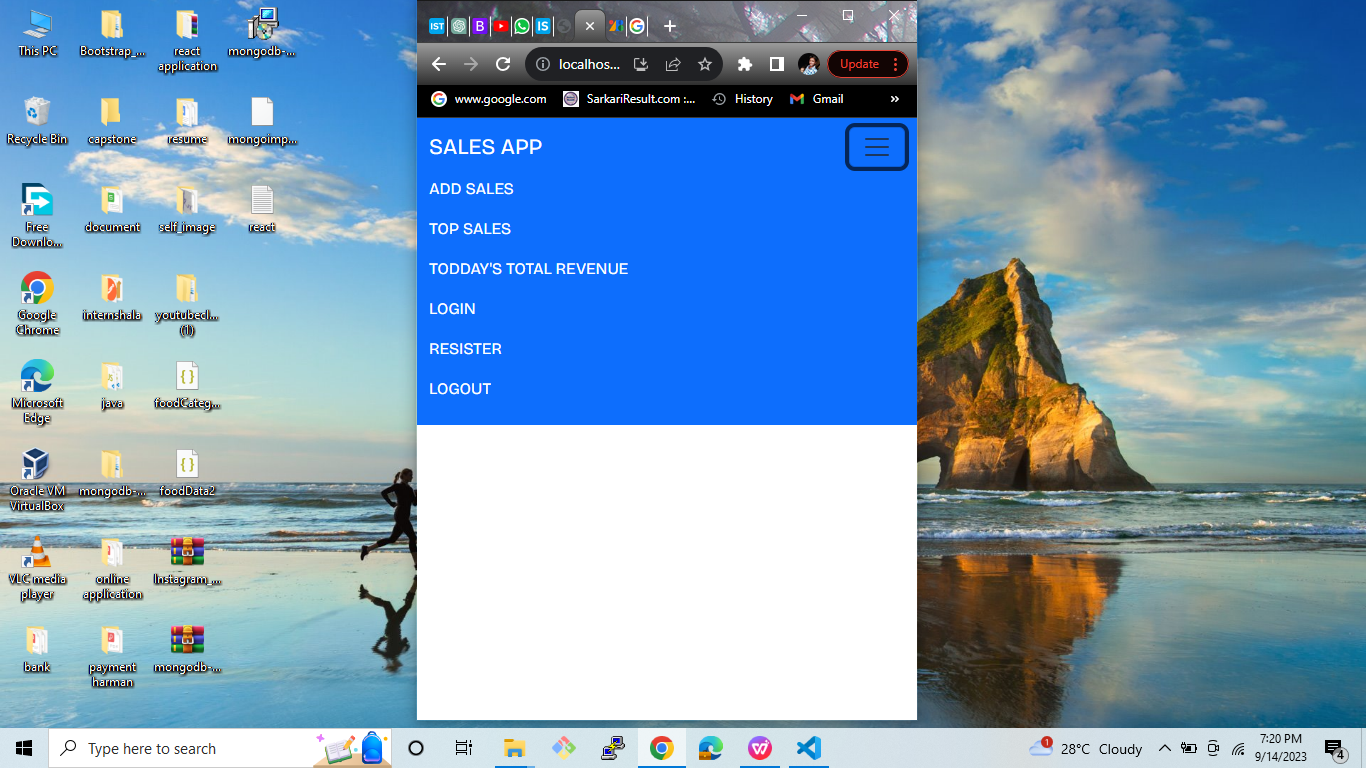 This PC
Bootstrap_...
react
application
mongodb-...
Recycle Bin
capstone
resume
mongoimp...
Free
Downlo...
document
self_image
react
Google
Chrome
internshala
youtubecl...
(1)
Microsoft
Edge
java
foodCateg...
Oracle VM
VirtualBox
mongodb-...
foodData2
VLC media
player
online
application
Instagram_...
bank
payment
harman
mongodb-...
IST
B
IS
localhos...
Update
www.google.com
SarkariResult.com :...
History
Gmail
»
SALES APP
ADD SALES
TOP SALES
TODDAY'S TOTAL REVENUE
LOGIN
RESISTER
LOGOUT
Type here to search
1
28°C Cloudy
7:20 PM
9/14/2023
4